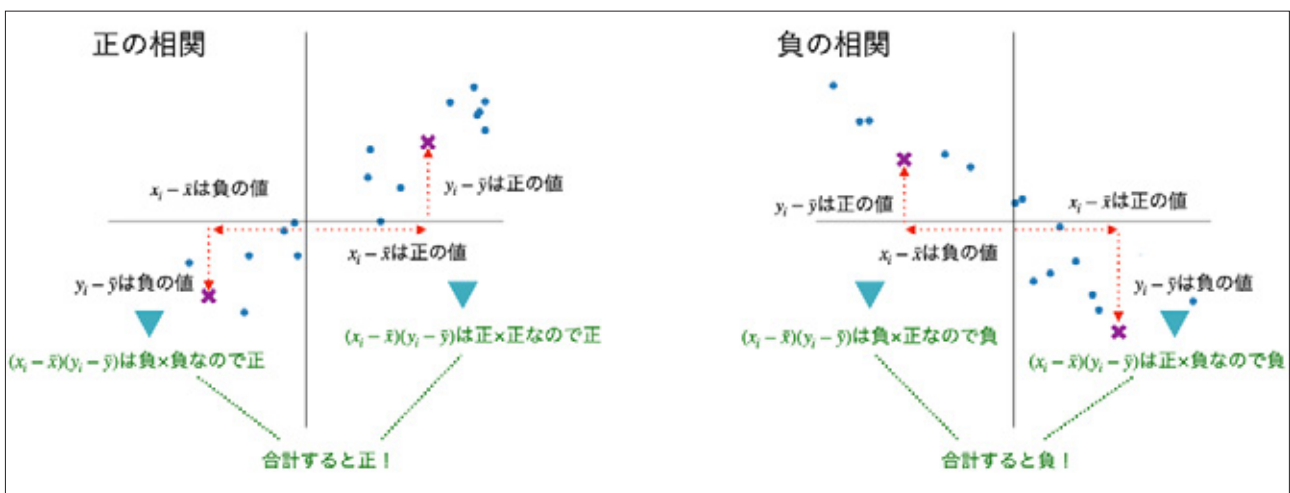 正の相関
xᵢ − x̄は負の値
yᵢ − ȳは正の値
xᵢ − x̄は正の値
yᵢ − ȳは負の値
(xᵢ − x̄)(yᵢ − ȳ)は正×正なので正
(xᵢ − x̄)(yᵢ − ȳ)は負×負なので正
合計すると正！
負の相関
yᵢ − ȳは正の値
xᵢ − x̄は正の値
xᵢ − x̄は負の値
yᵢ − ȳは負の値
(xᵢ − x̄)(yᵢ − ȳ)は負×正なので負
(xᵢ − x̄)(yᵢ − ȳ)は正×負なので負
合計すると負！